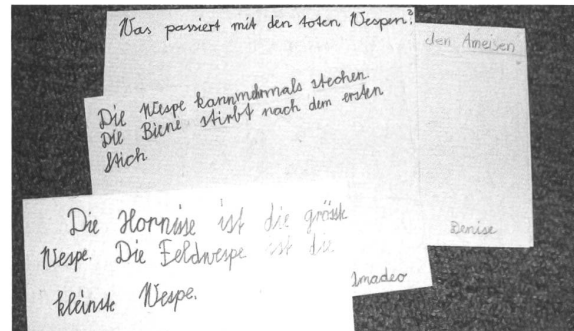 Was passiert mit den toten Wespen?
den Ameisen
Die Wespe kann mehrmals stechen
Die Biene stirbt nach dem ersten
Stich
Die Hornisse ist die grösste
Wespe. Die Feldwespe ist die
kleinste Wespe.
Denise
Amadeo